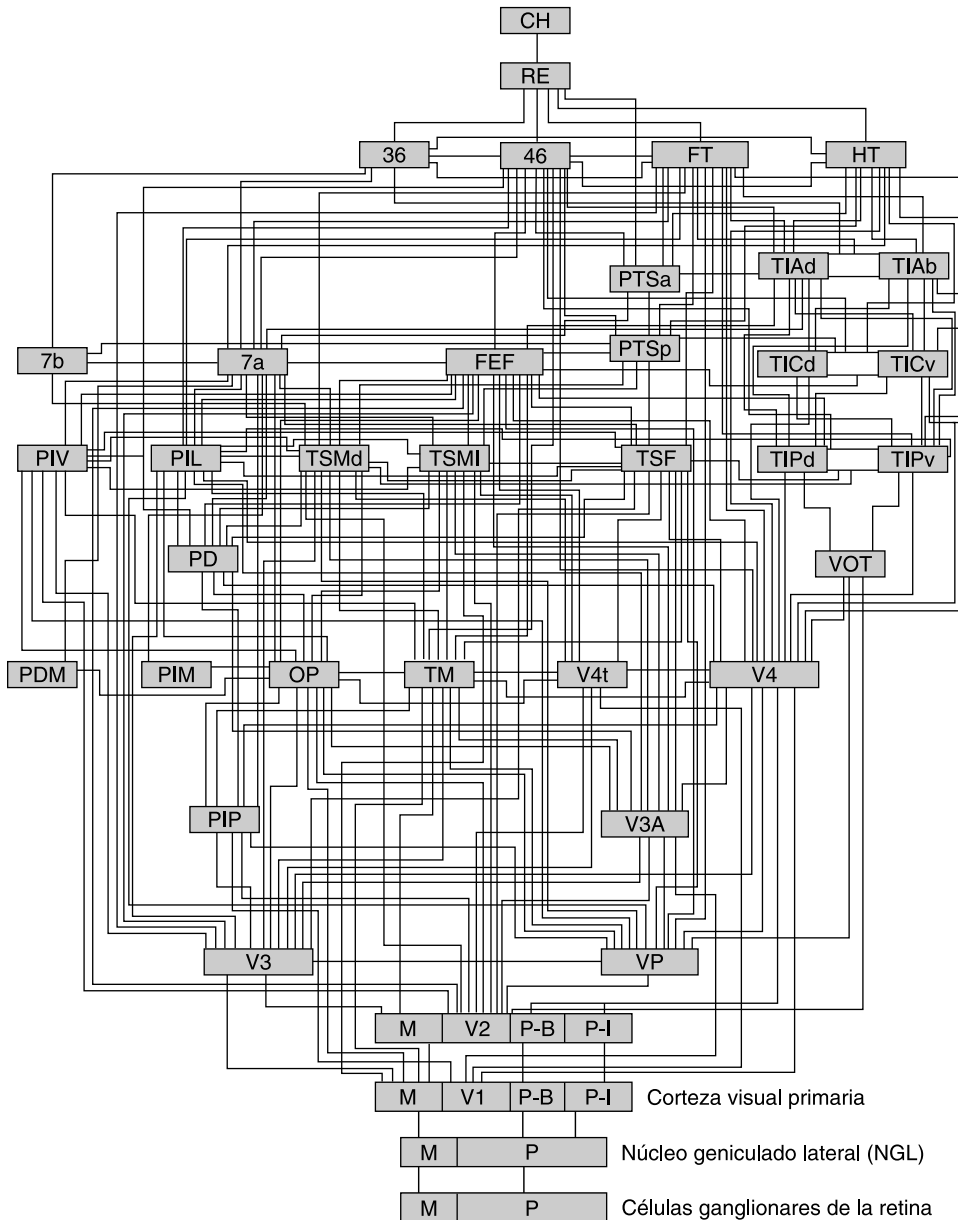 CH
RE
36 46 FT HT
PTSa TIAd TIAb
7b 7a FEF PTSp TICd TICv
PIV PIL TSMd TSMI TSF TIPd TIPv
PD VOT
PDM PIM OP TM V4t V4
PIP V3A
V3 VP
M V2 P-B P-I
M V1 P-B P-I Corteza visual primaria
M P Núcleo geniculado lateral (NGL)
M P Células ganglionares de la retina